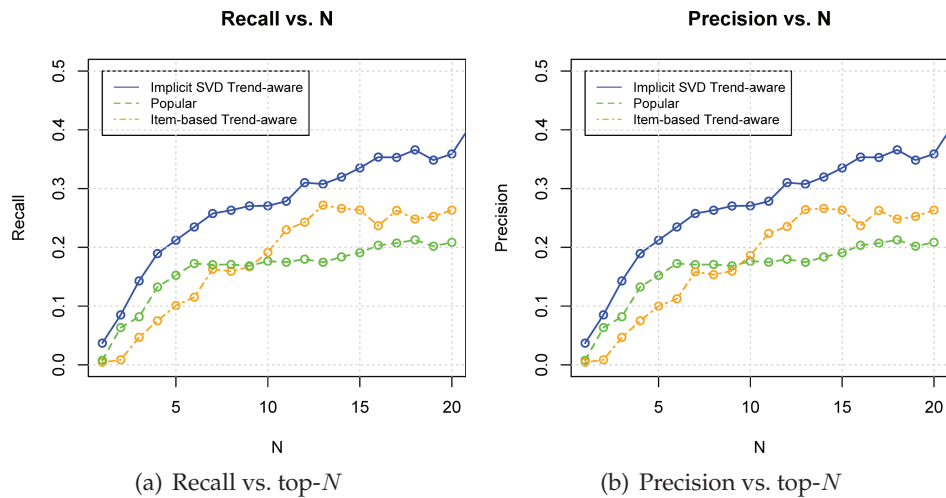 Recall vs. N
Recall
0.5
0.4
0.3
0.2
0.1
0.0
Implicit SVD Trend-aware
Popular
Item-based Trend-aware
5 10 15 20
N
(a) Recall vs. top-N
Precision vs. N
Precision
0.5
0.4
0.3
0.2
0.1
0.0
Implicit SVD Trend-aware
Popular
Item-based Trend-aware
5 10 15 20
N
(b) Precision vs. top-N